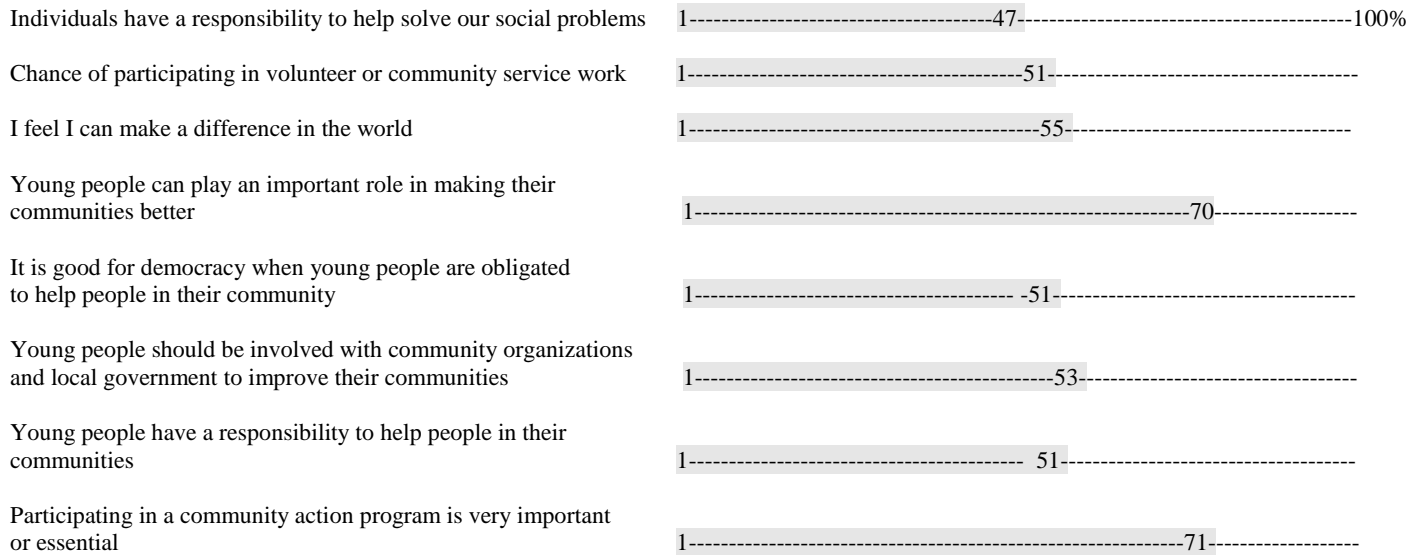 Individuals have a responsibility to help solve our social problems 1--------------------------------------47------------------------------------------100%
Chance of participating in volunteer or community service work 1------------------------------------------51---------------------------------------
I feel I can make a difference in the world 1--------------------------------------------55------------------------------------
Young people can play an important role in making their
communities better 1--------------------------------------------------------------70------------------
It is good for democracy when young people are obligated
to help people in their community 1---------------------------------------- -51--------------------------------------
Young people should be involved with community organizations
and local government to improve their communities 1---------------------------------------------53-----------------------------------
Young people have a responsibility to help people in their
communities 1------------------------------------------ 51-------------------------------------
Participating in a community action program is very important
or essential 1--------------------------------------------------------------71-------------------